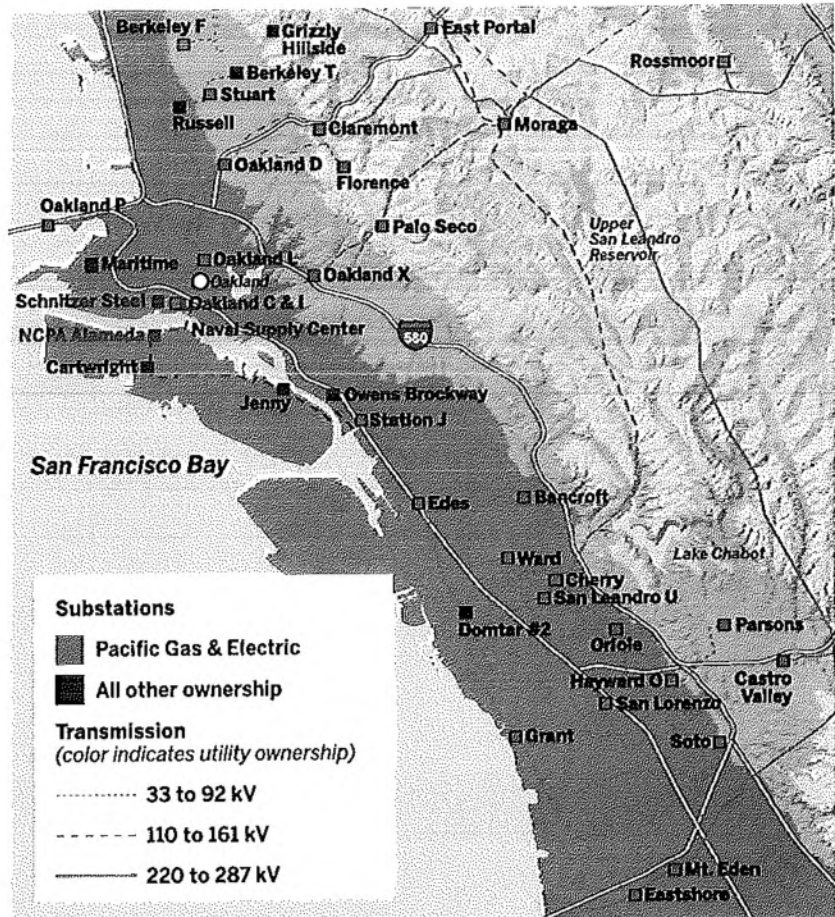 Berkeley F
Grizzly
Hillside
East Portal
Rossmoor
Berkeley T
Stuart
Russell
Claremont
Moraga
Oakland D
Florence
Oakland P
Palo Seco
Upper
San Leandro
Reservoir
Maritime
Oakland L
Oakland
Oakland X
Schnitzer Steel
Oakland C & L
NCPA Alameda
Naval Supply Center
580
Cartwright
Jenny
Owens Brockway
Station J
San Francisco Bay
Edes
Bancroft
Ward
Lake Chabot
Cherry
San Leandro U
Domtar #2
Oriole
Parsons
Hayward O
Castro
Valley
San Lorenzo
Grant
Soto
Mt. Eden
Eastshore
Substations
Pacific Gas & Electric
All other ownership
Transmission
(color indicates utility ownership)
33 to 92 kV
110 to 161 kV
220 to 287 kV